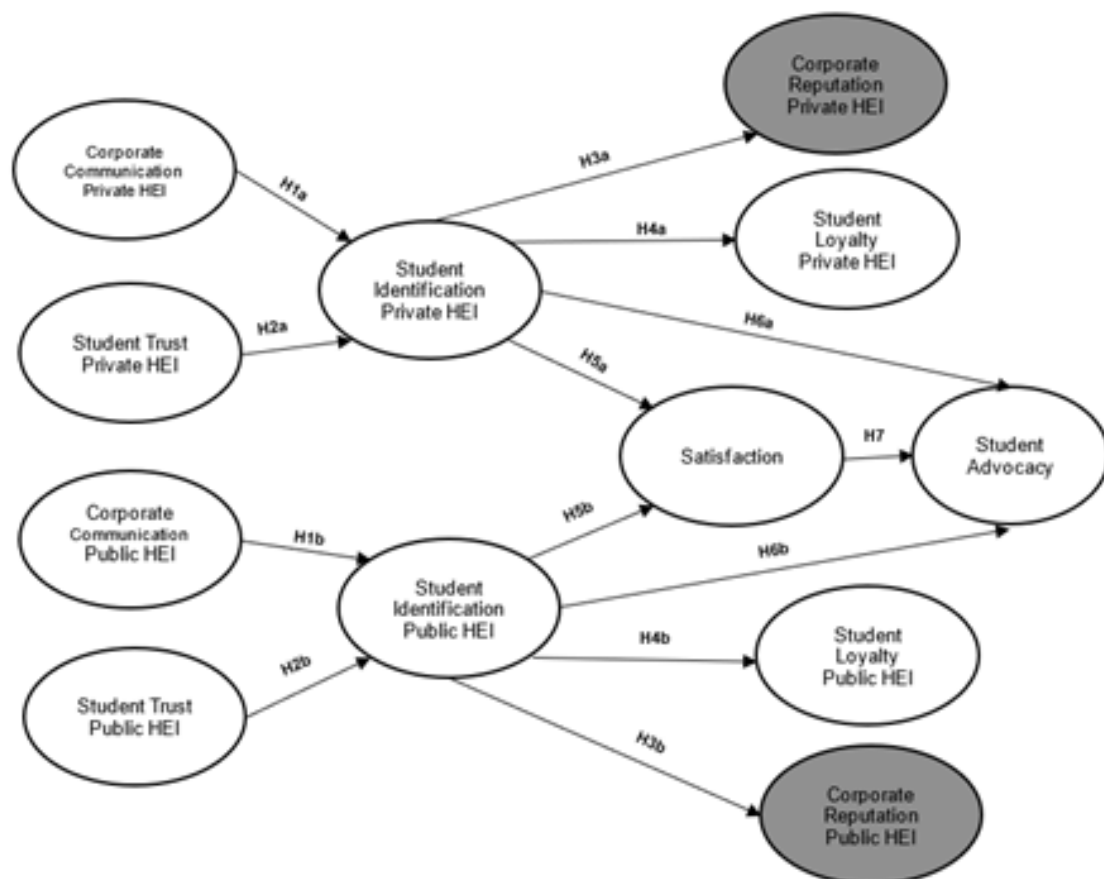 Corporate
Reputation
Private HEI
Corporate
Communication
Private HEI
H1a
H3a
H4a
Student
Loyalty
Private HEI
Student
Identification
Private HEI
Student Trust
Private HEI
H2a
H6a
H5a
Satisfaction
H7
Student
Advocacy
Corporate
Communication
Public HEI
H1b
H5b
H6b
Student
Identification
Public HEI
H4b
Student
Loyalty
Public HEI
Student Trust
Public HEI
H2b
H3b
Corporate
Reputation
Public HEI